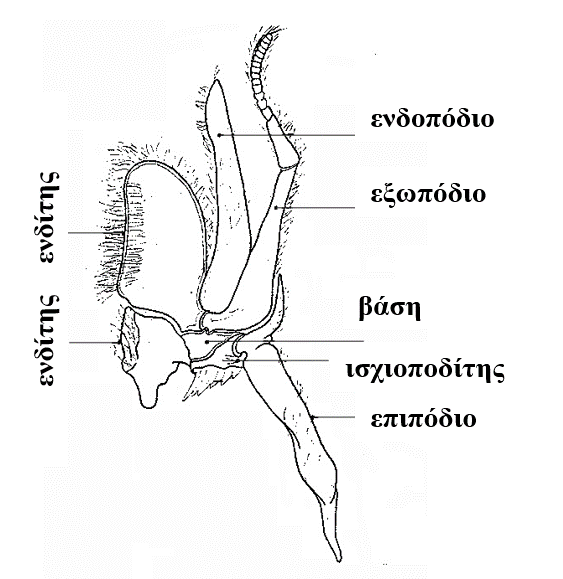 ενδοπόδιο
εξωπόδιο
ενδίτης
βάση
ενδίτης
ισχιοποδίτης
επιπόδιο